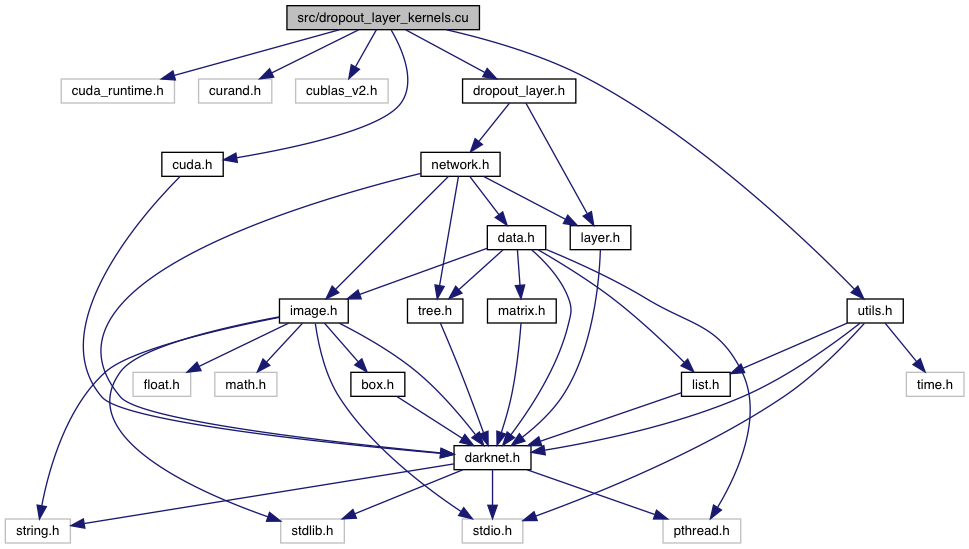 src/dropout_layer_kernels.cu
cuda_runtime.h
curand.h
cublas_v2.h
dropout_layer.h
cuda.h
network.h
data.h
layer.h
image.h
tree.h
matrix.h
utils.h
float.h
math.h
box.h
list.h
time.h
darknet.h
string.h
stdlib.h
stdio.h
pthread.h